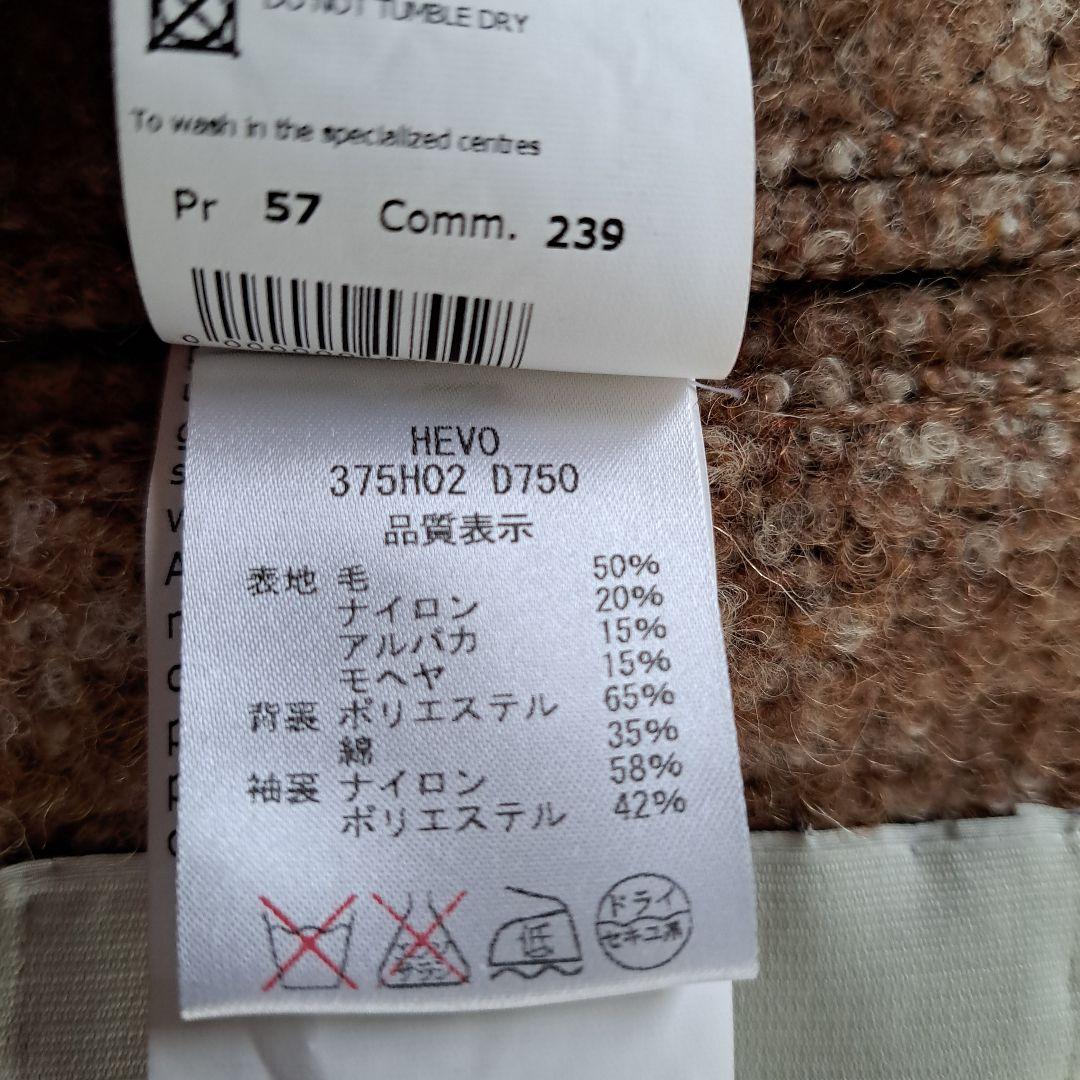 DO NOT TUMBLE DRY
To wash in the specialized centres
Pr 57 Comm. 239
HEVO
375H02 D750
品質表示
表地 毛 50%
ナイロン 20%
アルパカ 15%
モヘヤ 15%
背裏 ポリエステル 65%
綿 35%
袖裏 ナイロン 58%
ポリエステル 42%
低
ドライ
セキユ系